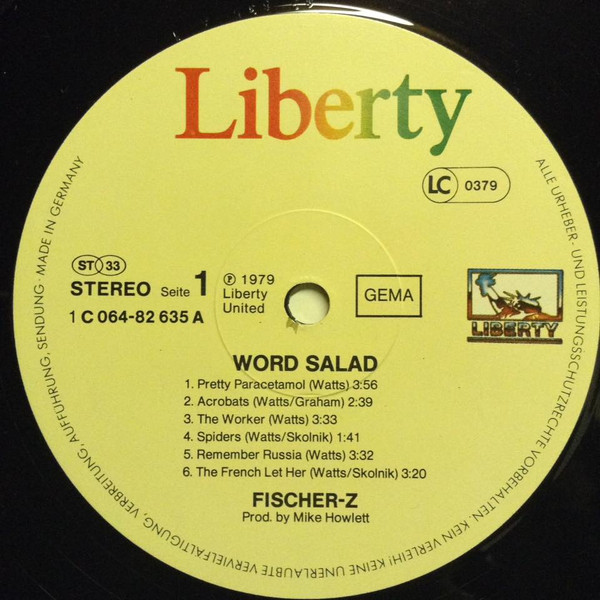 Liberty
LC 0379
ST 33
STEREO Seite 1
1 C 064-82 635 A
℗ 1979
Liberty
United
GEMA
LIBERTY
WORD SALAD
1. Pretty Paracetamol (Watts) 3:56
2. Acrobats (Watts/Graham) 2:39
3. The Worker (Watts) 3:33
4. Spiders (Watts/Skolnik) 1:41
5. Remember Russia (Watts) 3:32
6. The French Let Her (Watts/Skolnik) 3:20
FISCHER-Z
Prod. by Mike Howlett
ALLE URHEBER- UND LEISTUNGSSCHUTZRECHTE VORBEHALTEN. KEIN VERLEIH! KEINE UNERLAUBTE VERVIELFÄLTIGUNG, VERBREITUNG, AUFFÜHRUNG, SENDUNG · MADE IN GERMANY